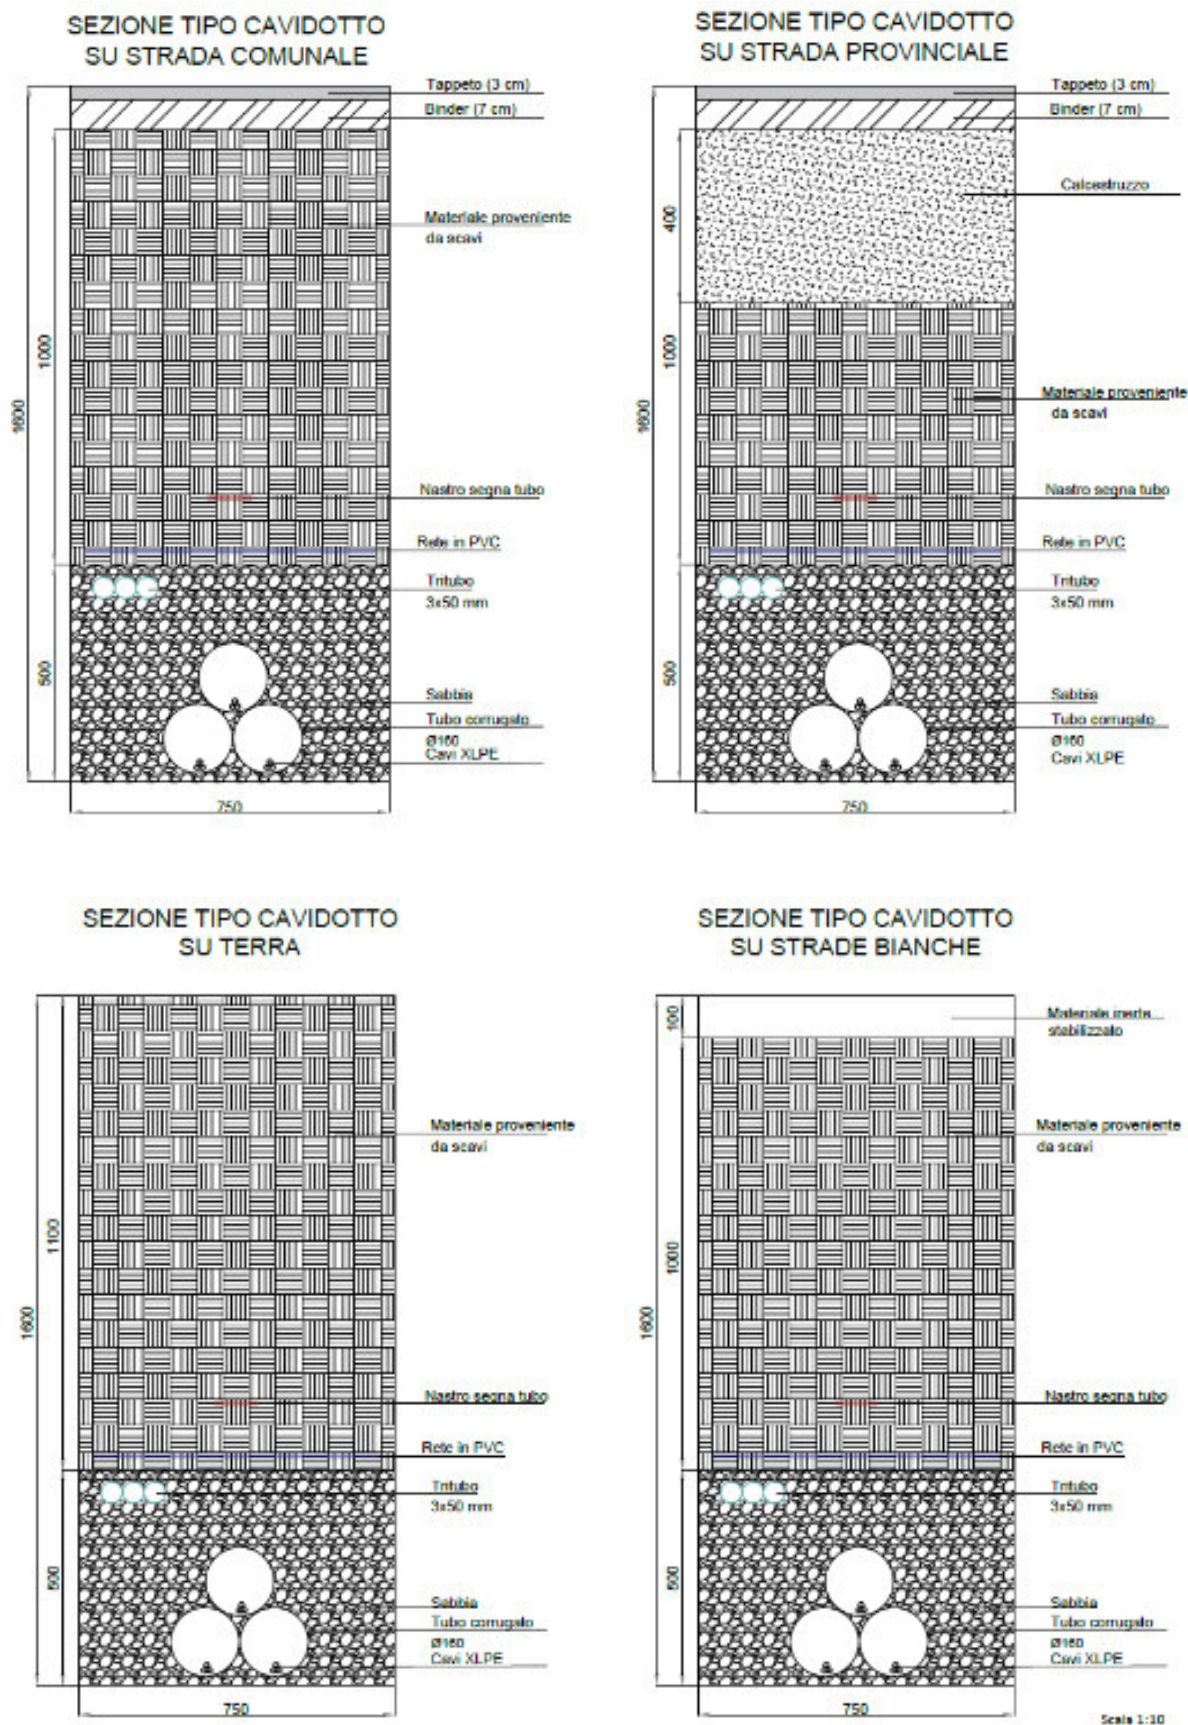 SEZIONE TIPO CAVIDOTTO
SU STRADA COMUNALE
Tappeto (3 cm)
Binder (7 cm)
Materiale proveniente
da scavi
Nastro segna tubo
Rete in PVC
Tritubo
3x50 mm
Sabbia
Tubo corrugato
Ø160
Cavi XLPE
1600
1000
500
750
SEZIONE TIPO CAVIDOTTO
SU STRADA PROVINCIALE
Tappeto (3 cm)
Binder (7 cm)
Calcestruzzo
Materiale proveniente
da scavi
Nastro segna tubo
Rete in PVC
Tritubo
3x50 mm
Sabbia
Tubo corrugato
Ø160
Cavi XLPE
1600
400
1000
500
750
SEZIONE TIPO CAVIDOTTO
SU TERRA
Materiale proveniente
da scavi
Nastro segna tubo
Rete in PVC
Tritubo
3x50 mm
Sabbia
Tubo corrugato
Ø160
Cavi XLPE
1600
1100
500
750
SEZIONE TIPO CAVIDOTTO
SU STRADE BIANCHE
Materiale inerte
stabilizzato
Materiale proveniente
da scavi
Nastro segna tubo
Rete in PVC
Tritubo
3x50 mm
Sabbia
Tubo corrugato
Ø160
Cavi XLPE
1600
100
1000
500
750
Scala 1:10